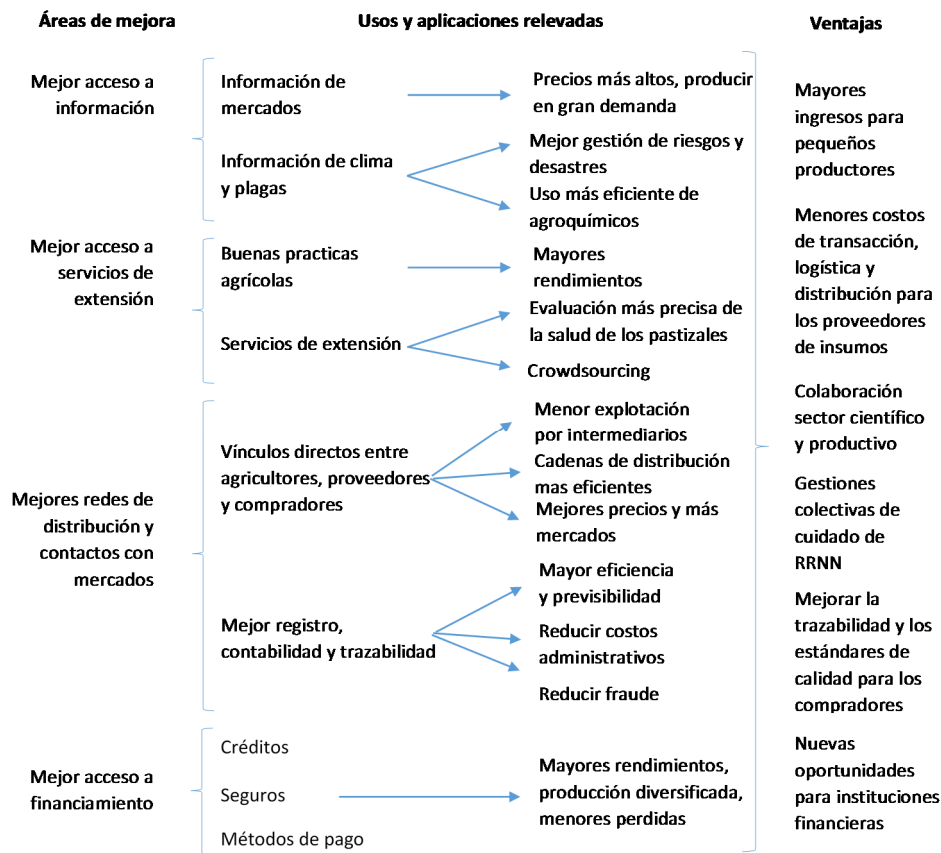 Áreas de mejora
Usos y aplicaciones relevadas
Ventajas
Mejor acceso a
información
Información de
mercados
Precios más altos, producir
en gran demanda
Información de clima
y plagas
Mejor gestión de riesgos y
desastres
Uso más eficiente de
agroquímicos
Mejor acceso a
servicios de
extensión
Buenas practicas
agrícolas
Mayores
rendimientos
Servicios de extensión
Evaluación más precisa de
la salud de los pastizales
Crowdsourcing
Mejores redes de
distribución y
contactos con
mercados
Vínculos directos entre
agricultores, proveedores
y compradores
Menor explotación
por intermediarios
Cadenas de distribución
mas eficientes
Mejores precios y más
mercados
Mejor registro,
contabilidad y trazabilidad
Mayor eficiencia
y previsibilidad
Reducir costos
administrativos
Reducir fraude
Mejor acceso a
financiamiento
Créditos
Seguros
Métodos de pago
Mayores rendimientos,
producción diversificada,
menores perdidas
Mayores
ingresos para
pequeños
productores
Menores costos
de transacción,
logística y
distribución para
los proveedores
de insumos
Colaboración
sector científico
y productivo
Gestiones
colectivas de
cuidado de
RRNN
Mejorar la
trazabilidad y los
estándares de
calidad para los
compradores
Nuevas
oportunidades
para instituciones
financieras